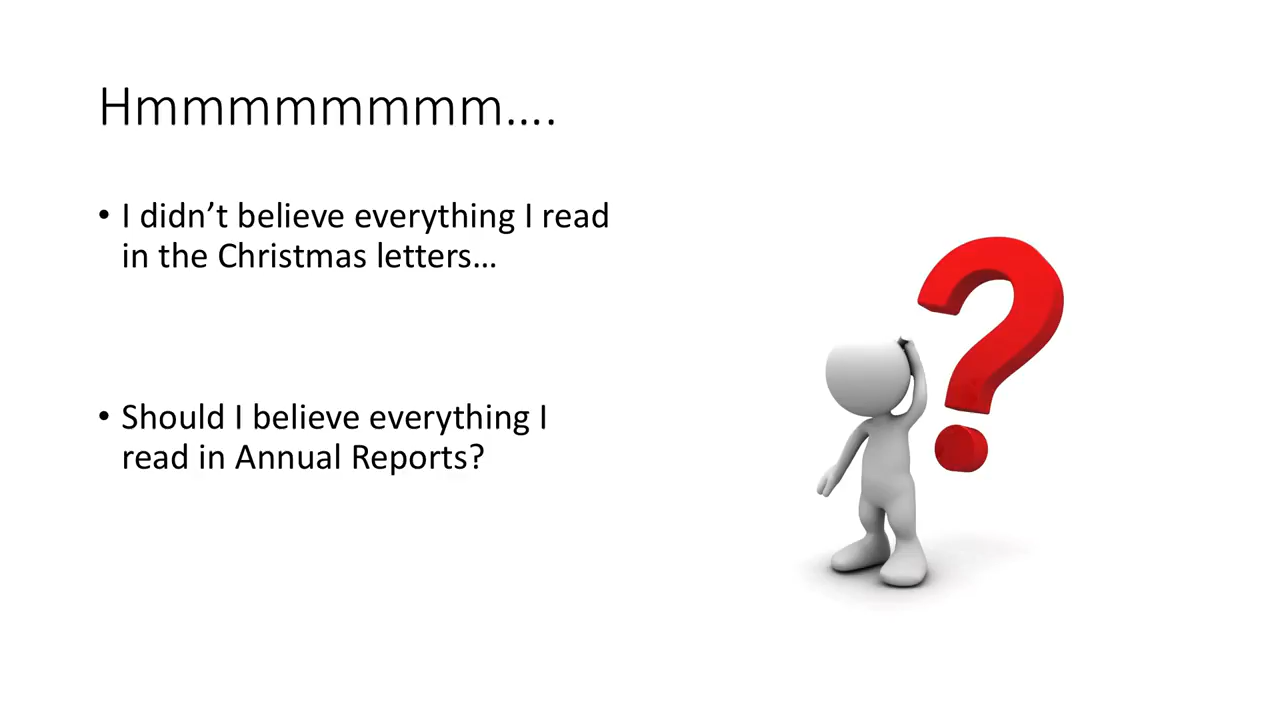 Hmmmmmmmm....
• I didn’t believe everything I read
in the Christmas letters…
• Should I believe everything I
read in Annual Reports?